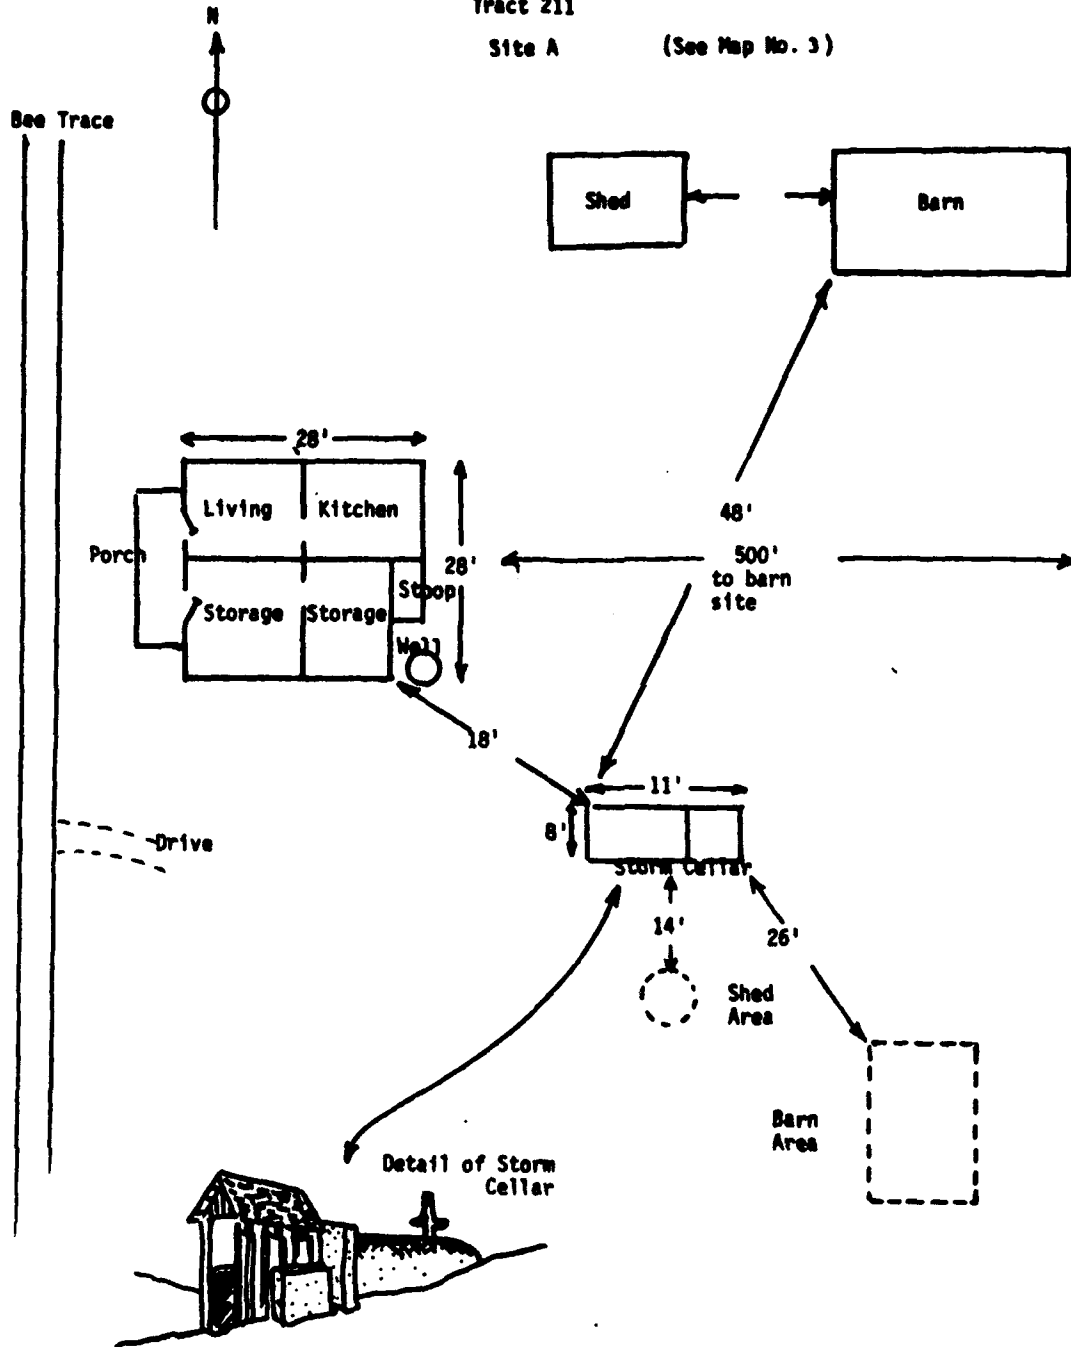 Tract 211
N
Site A (See Map No. 3)
Bee Trace
Shed
Barn
28'
Living
Kitchen
48'
Porch
28'
500'
to barn
site
Stoop
Storage
Storage
Well
18'
11'
8'
Drive
Storm Cellar
14'
26'
Shed
Area
Barn
Area
Detail of Storm
Cellar